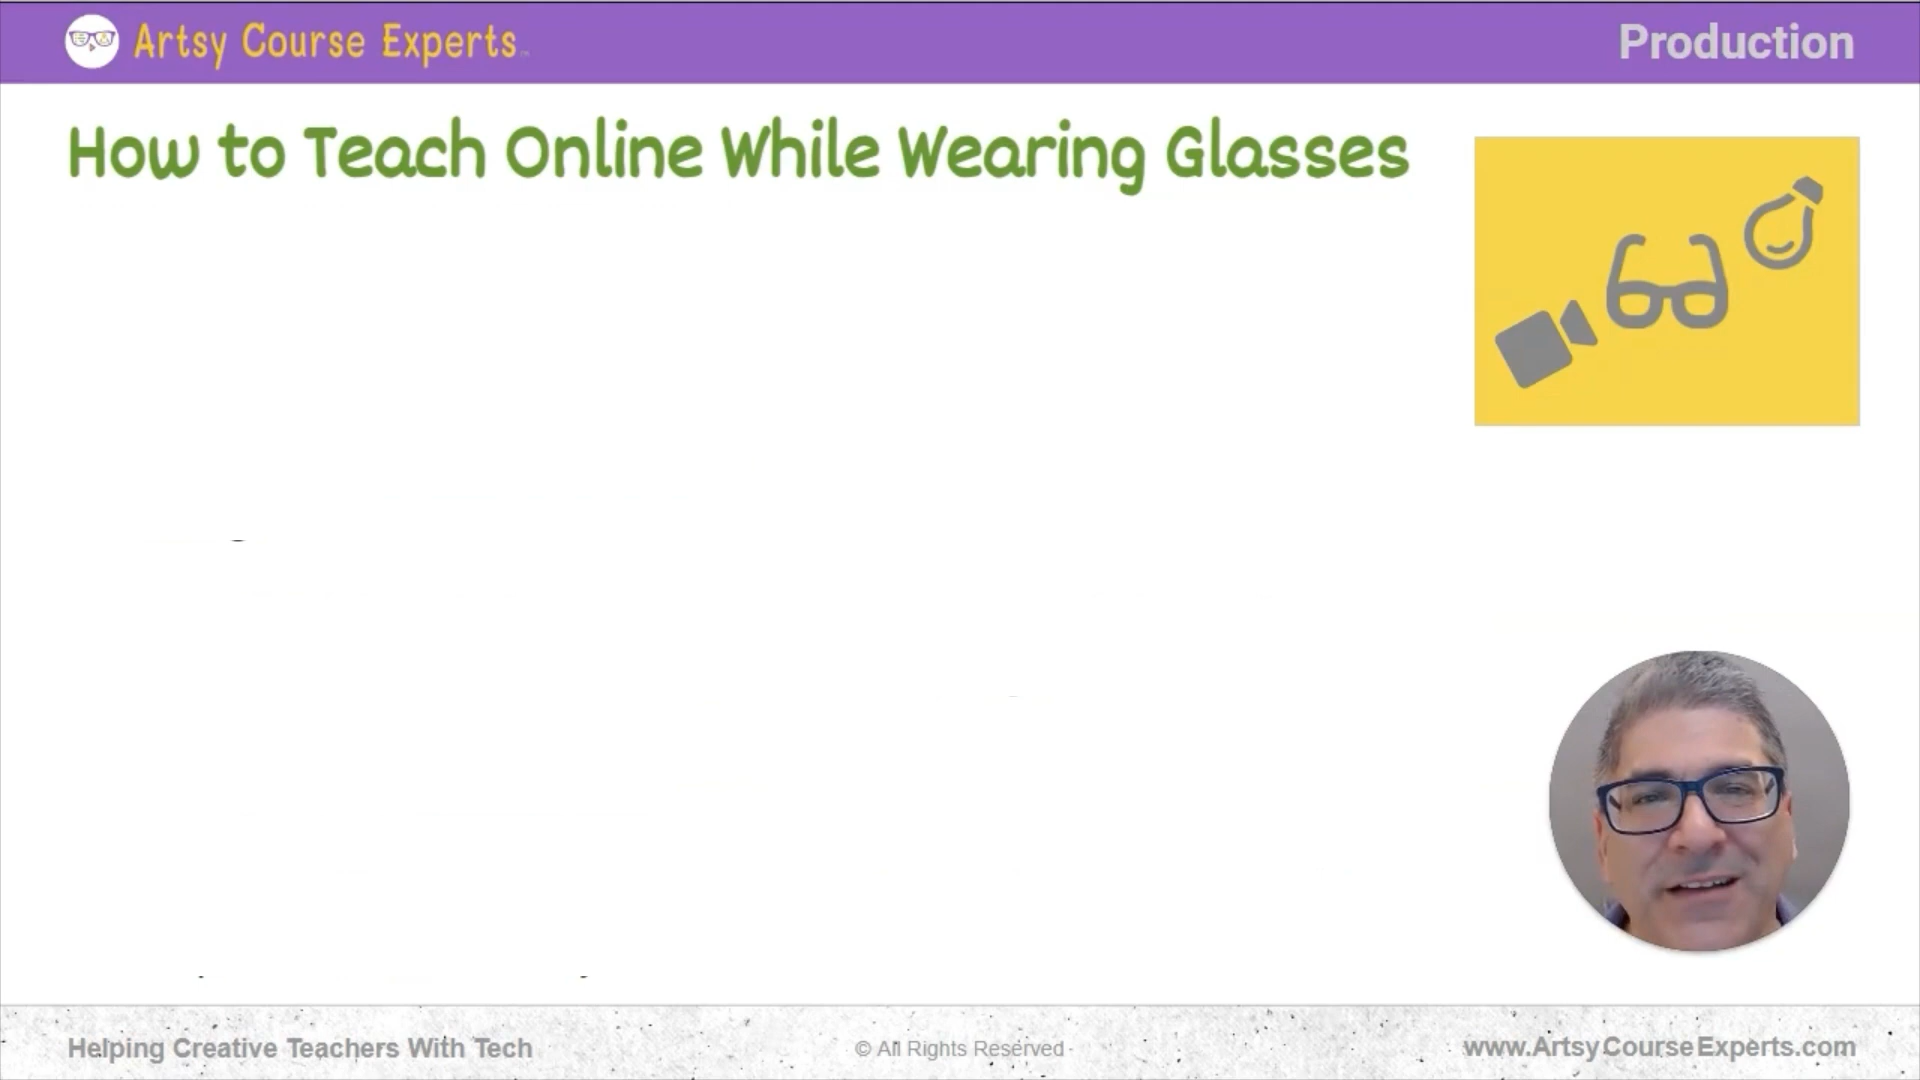 Artsy Course Experts
Production
How to Teach Online While Wearing Glasses
Helping Creative Teachers With Tech
© All Rights Reserved
www.ArtsyCourseExperts.com